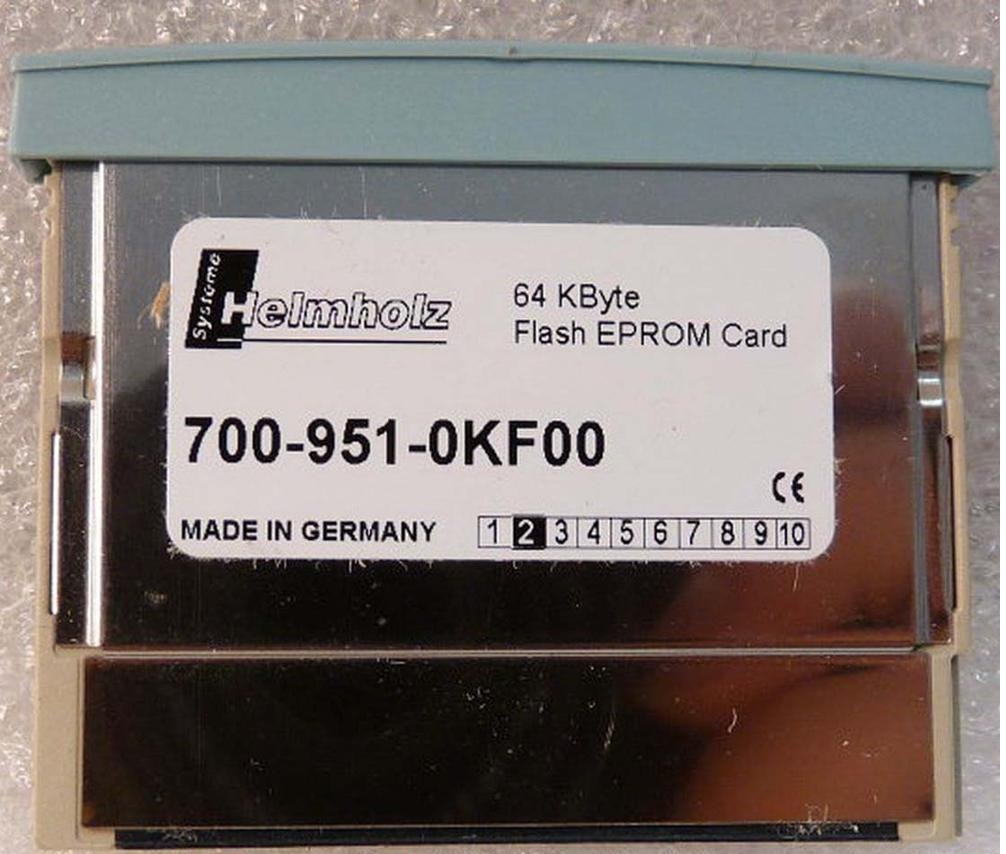 Systeme Helmholz
64 KByte
Flash EPROM Card
700-951-0KF00
CE
MADE IN GERMANY 1 2 3 4 5 6 7 8 9 10